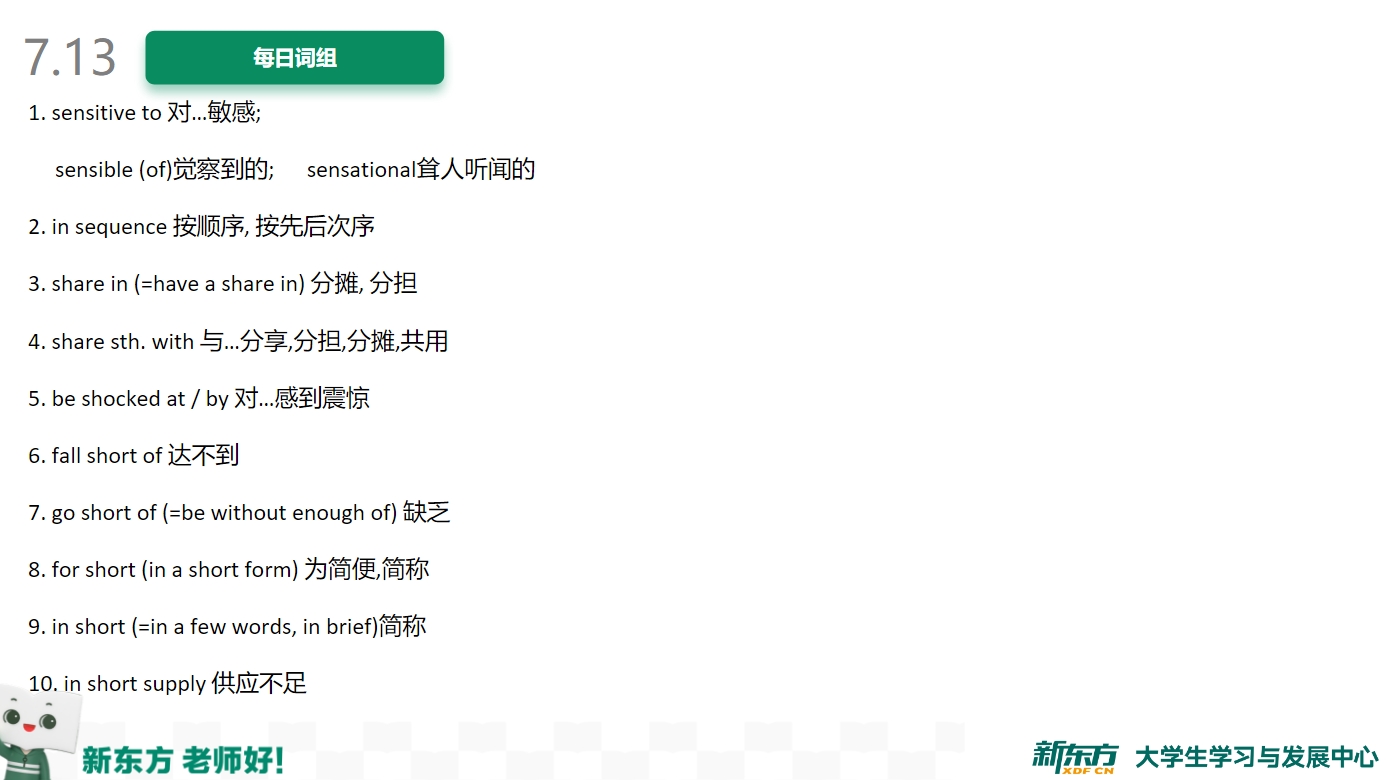 7.13 每日词组
1. sensitive to 对...敏感;
sensible (of)觉察到的; sensational耸人听闻的
2. in sequence 按顺序, 按先后次序
3. share in (=have a share in) 分摊, 分担
4. share sth. with 与...分享,分担,分摊,共用
5. be shocked at / by 对...感到震惊
6. fall short of 达不到
7. go short of (=be without enough of) 缺乏
8. for short (in a short form) 为简便,简称
9. in short (=in a few words, in brief)简称
10. in short supply 供应不足
新东方 老师好!
新东方 XDF.CN 大学生学习与发展中心